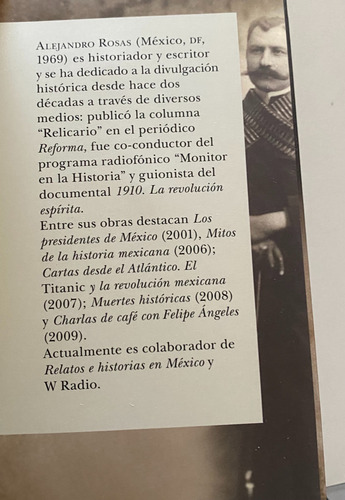 ALEJANDRO ROSAS (México, DF,
1969) es historiador y escritor
y se ha dedicado a la divulgación
histórica desde hace dos
décadas a través de diversos
medios: publicó la columna
“Relicario” en el periódico
Reforma, fue co-conductor del
programa radiofónico “Monitor
en la Historia” y guionista del
documental 1910. La revolución
espírita.
Entre sus obras destacan Los
presidentes de México (2001), Mitos
de la historia mexicana (2006);
Cartas desde el Atlántico. El
Titanic y la revolución mexicana
(2007); Muertes históricas (2008)
y Charlas de café con Felipe Ángeles
(2009).
Actualmente es colaborador de
Relatos e historias en México y
W Radio.